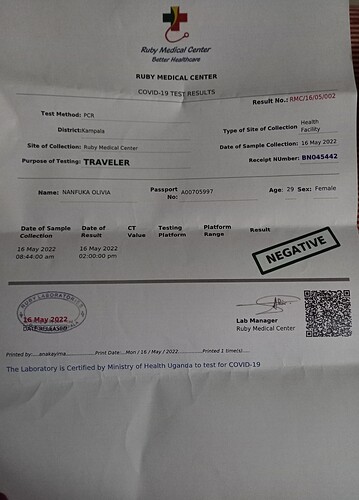 Ruby Medical Center
Better Healthcare
RUBY MEDICAL CENTER
COVID-19 TEST RESULTS
Result No.: RMC/16/05/002
Test Method: PCR
District: Kampala
Type of Site of Collection Health Facility
Site of Collection: Ruby Medical Center
Date of Sample Collection: 16 May 2022
Purpose of Testing: TRAVELER
Receipt NUmber: BN045442
Name: NANFUKA OLIVIA Passport No: A00705997 Age: 29 Sex: Female
Date of Sample Collection Date of Result CT Value Testing Platform Platform Range Result
16 May 2022 08:44:00 am 16 May 2022 02:00:00 pm
NEGATIVE
RUBY LABORATORIES
16 May 2022
Lab Manager
Ruby Medical Center
Printed by:....anakayima.... Print Date:...Mon / 16 / May / 2022......... Printed 1 time(s)....
The Laboratory is Certified by Ministry of Health Uganda to test for COVID-19